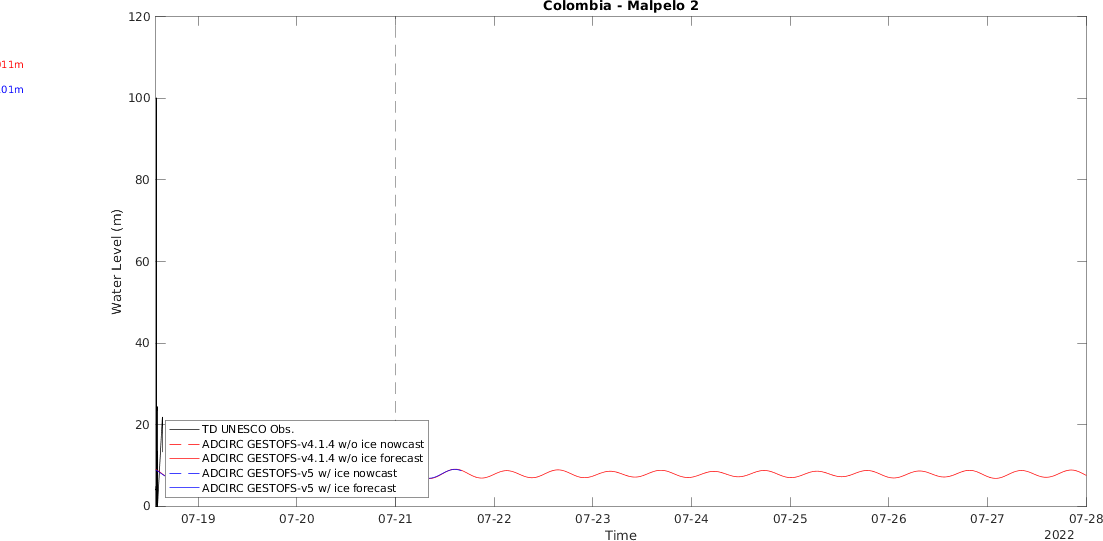 Colombia - Malpelo 2
11m
01m
Water Level (m)
120
100
80
60
40
20
0
TD UNESCO Obs.
ADCIRC GESTOFS-v4.1.4 w/o ice nowcast
ADCIRC GESTOFS-v4.1.4 w/o ice forecast
ADCIRC GESTOFS-v5 w/ ice nowcast
ADCIRC GESTOFS-v5 w/ ice forecast
07-19 07-20 07-21 07-22 07-23 07-24 07-25 07-26 07-27 07-28
Time
2022